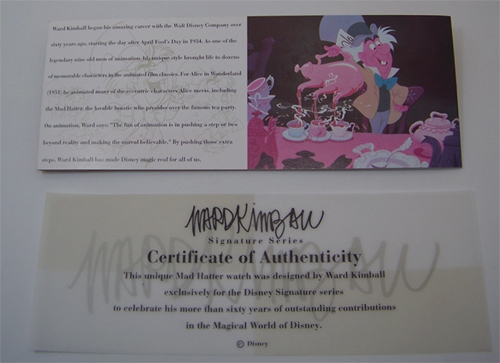 Ward Kimball began his amazing career with the Walt Disney Company over
sixty years ago, starting the day after April Fool's Day in 1934. As one of the
legendary nine old men of animation, his unique style brought life to dozens
of memorable characters in the animated film classics. For Alice in Wonderland
(1951) he animated many of the eccentric characters Alice meets, including
the Mad Hatter, the lovable lunatic who presides over the famous tea party.
On animation, Ward says: "The fun of animation is in pushing a step or two
beyond reality and making the unreal believable." By pushing those extra
steps, Ward Kimball has made Disney magic real for all of us.
WARD KIMBALL
Signature Series
Certificate of Authenticity
This unique Mad Hatter watch was designed by Ward Kimball
exclusively for the Disney Signature series
to celebrate his more than sixty years of outstanding contributions
in the Magical World of Disney.
© Disney